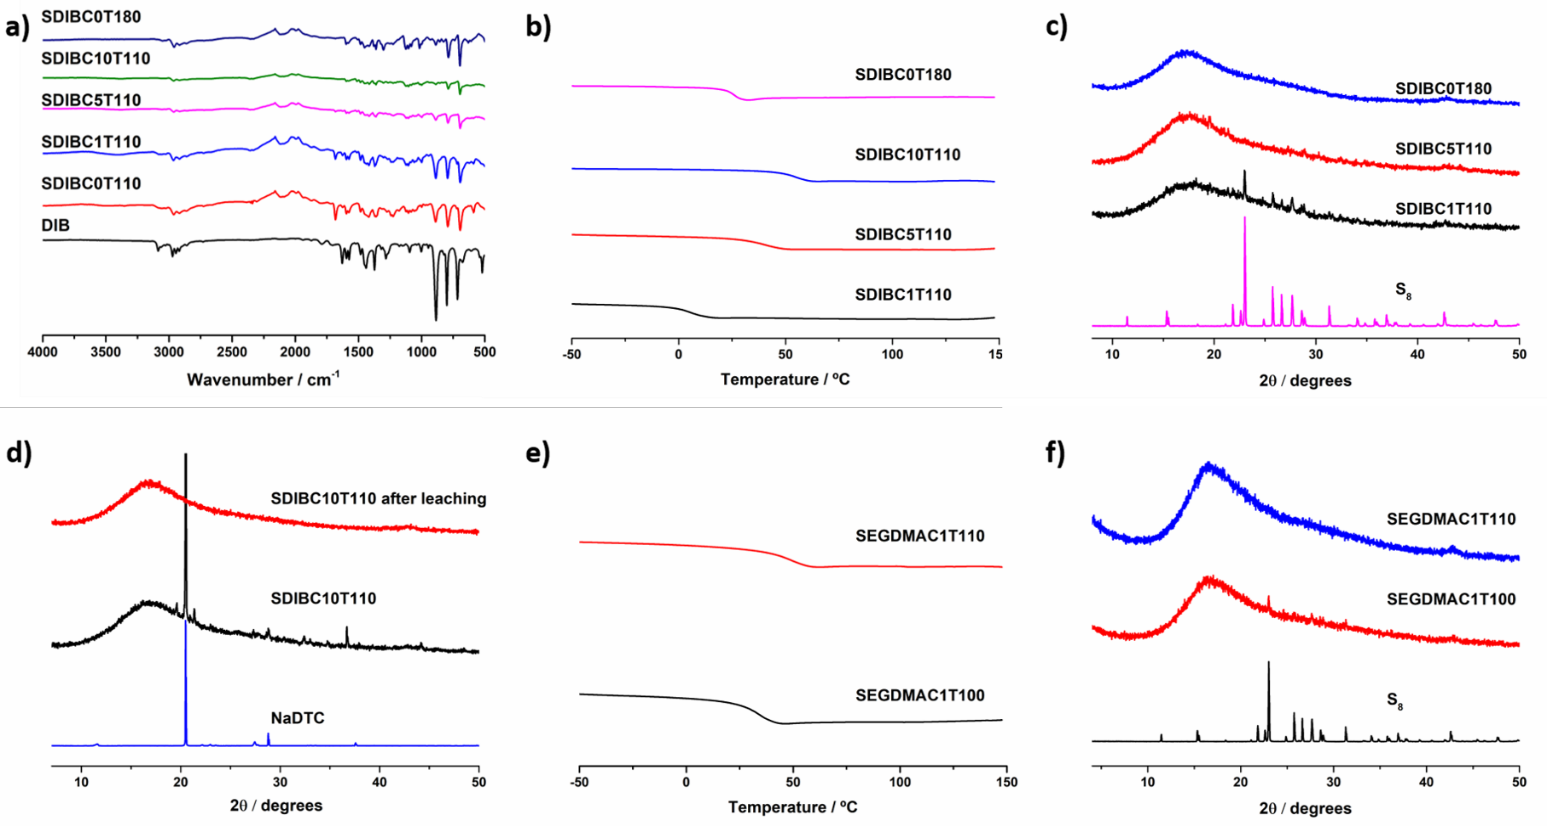 a)
SDIBC0T180
SDIBC10T110
SDIBC5T110
SDIBC1T110
SDIBC0T110
DIB
4000 3500 3000 2500 2000 1500 1000 500
Wavenumber / cm-1
b)
SDIBC0T180
SDIBC10T110
SDIBC5T110
SDIBC1T110
-50 0 50 100 15
Temperature / ºC
c)
SDIBC0T180
SDIBC5T110
SDIBC1T110
S8
10 20 30 40 50
2θ / degrees
d)
SDIBC10T110 after leaching
SDIBC10T110
NaDTC
10 20 30 40 50
2θ / degrees
e)
SEGDMAC1T110
SEGDMAC1T100
-50 0 50 100 150
Temperature / ºC
f)
SEGDMAC1T110
SEGDMAC1T100
S8
10 20 30 40 50
2θ / degrees